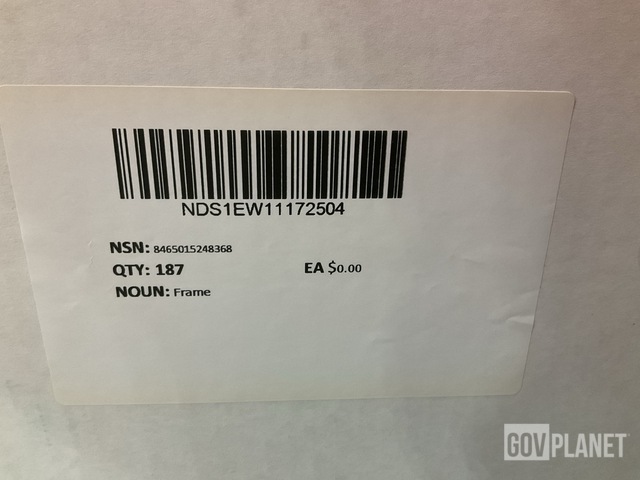 NDS1EW11172504
NSN: 8465015248368
QTY: 187 EA $0.00
NOUN: Frame
GOVPLANET